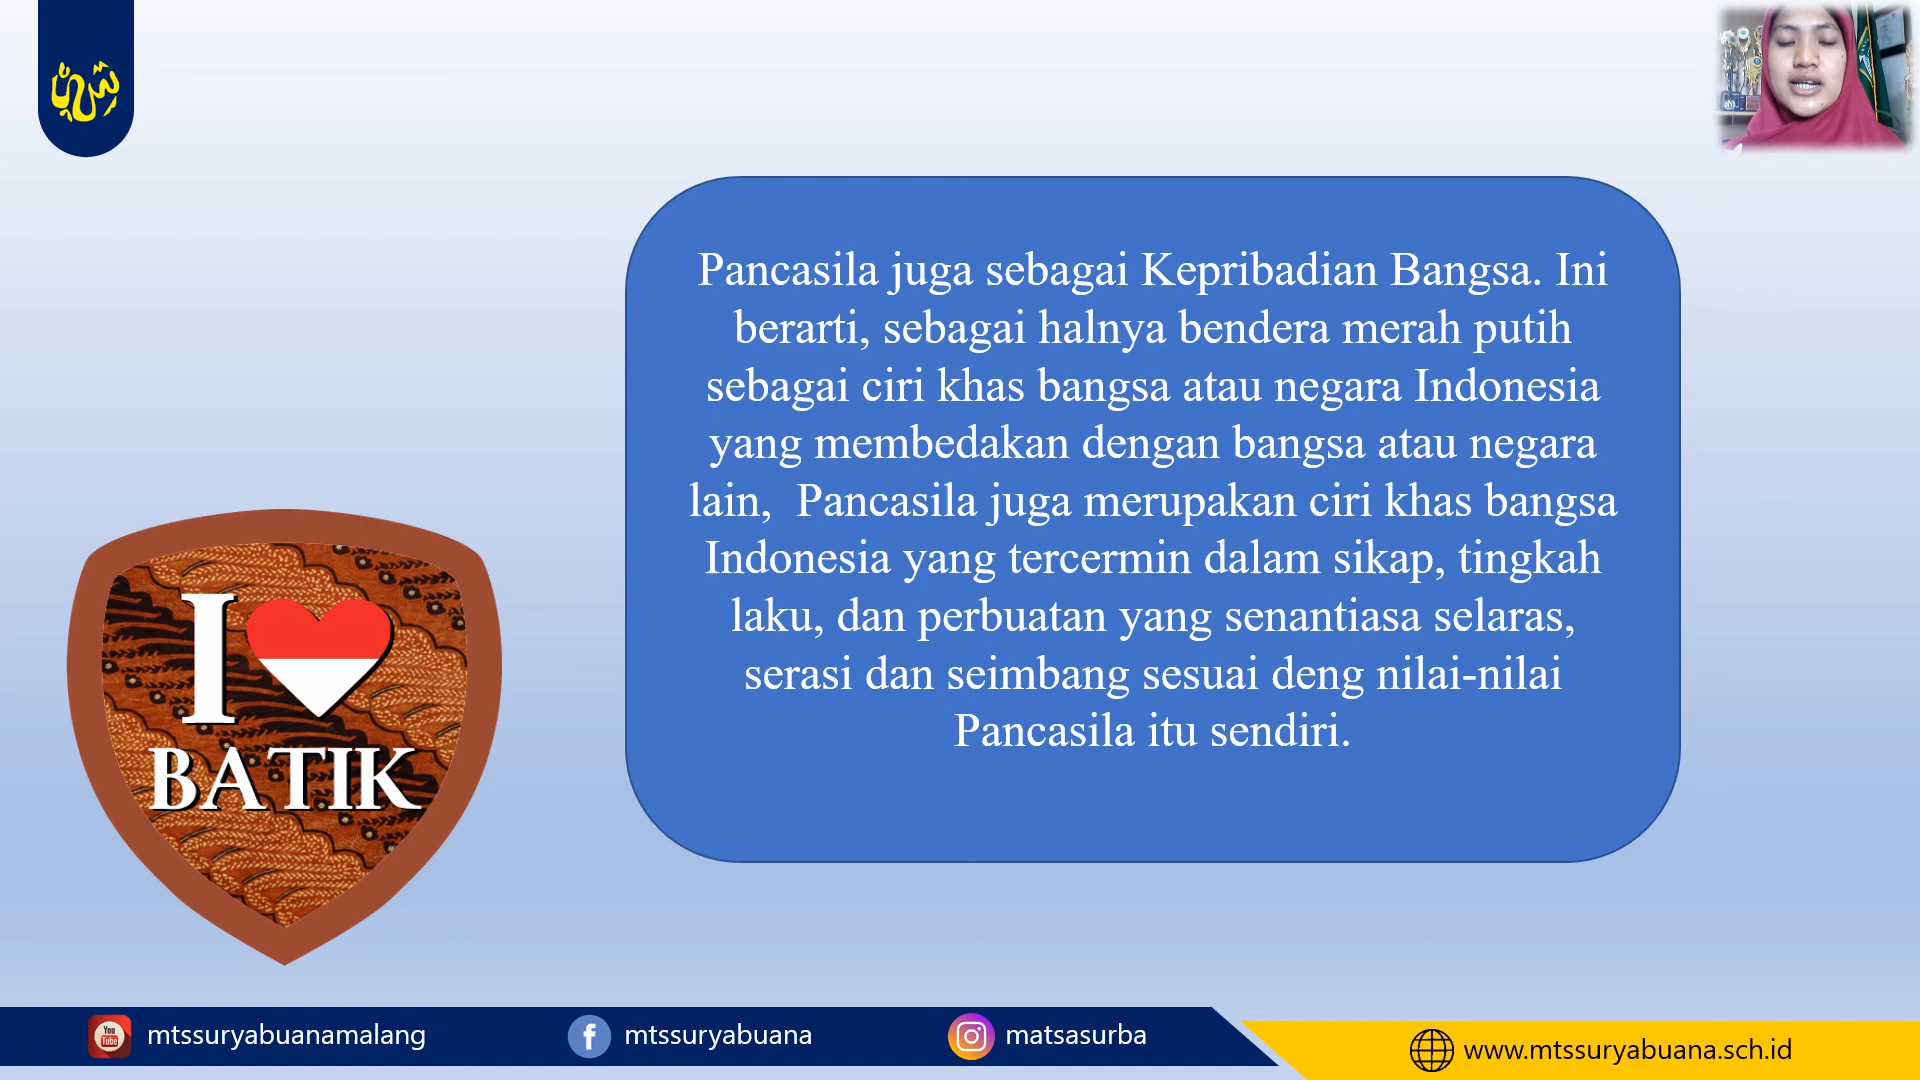 Pancasila juga sebagai Kepribadian Bangsa. Ini
berarti, sebagai halnya bendera merah putih
sebagai ciri khas bangsa atau negara Indonesia
yang membedakan dengan bangsa atau negara
lain,  Pancasila juga merupakan ciri khas bangsa
Indonesia yang tercermin dalam sikap, tingkah
laku, dan perbuatan yang senantiasa selaras,
serasi dan seimbang sesuai deng nilai-nilai
Pancasila itu sendiri.
I
BATIK
You
Tube
mtssuryabuanamalang
mtssuryabuana
matsasurba
www.mtssuryabuana.sch.id